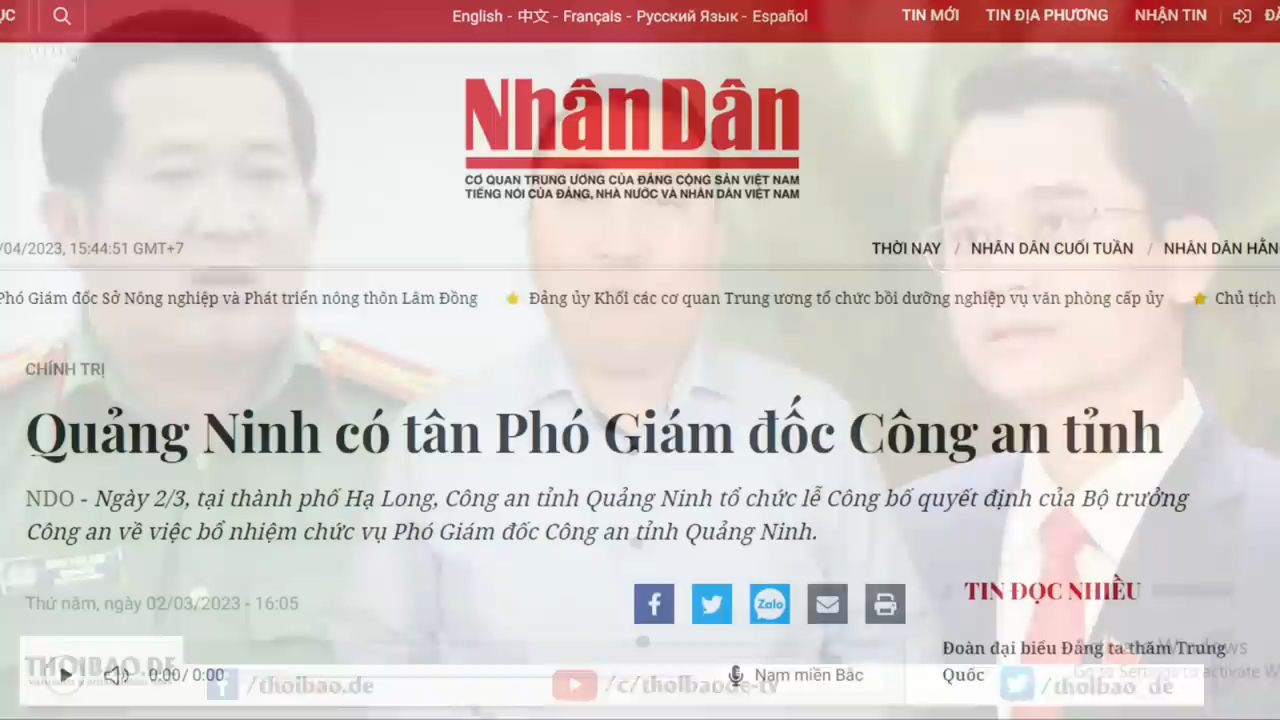 ỤC
English - 中文 - Français - Русский Язык - Español
TIN MỚI TIN ĐỊA PHƯƠNG NHẬN TIN
Nhân Dân
CƠ QUAN TRUNG ƯƠNG CỦA ĐẢNG CỘNG SẢN VIỆT NAM
TIẾNG NÓI CỦA ĐẢNG, NHÀ NƯỚC VÀ NHÂN DÂN VIỆT NAM
/04/2023, 15:44:51 GMT+7
THỜI NAY / NHÂN DÂN CUỐI TUẦN / NHÂN DÂN HẰN
Phó Giám đốc Sở Nông nghiệp và Phát triển nông thôn Lâm Đồng Đảng ủy Khối các cơ quan Trung ương tổ chức bồi dưỡng nghiệp vụ văn phòng cấp ủy Chủ tịch
CHÍNH TRỊ
Quảng Ninh có tân Phó Giám đốc Công an tỉnh
NDO - Ngày 2/3, tại thành phố Hạ Long, Công an tỉnh Quảng Ninh tổ chức lễ Công bố quyết định của Bộ trưởng
Công an về việc bổ nhiệm chức vụ Phó Giám đốc Công an tỉnh Quảng Ninh.
Thứ năm, ngày 02/03/2023 - 16:05
Zalo
TIN ĐỌC NHIỀU
Đoàn đại biểu Đảng ta thăm Trung
Quốc
THOIBAO.DE
0:00 / 0:00
Nam miền Bắc
/thoibao.de
/c/thoibaode-tv
/thoibao_de